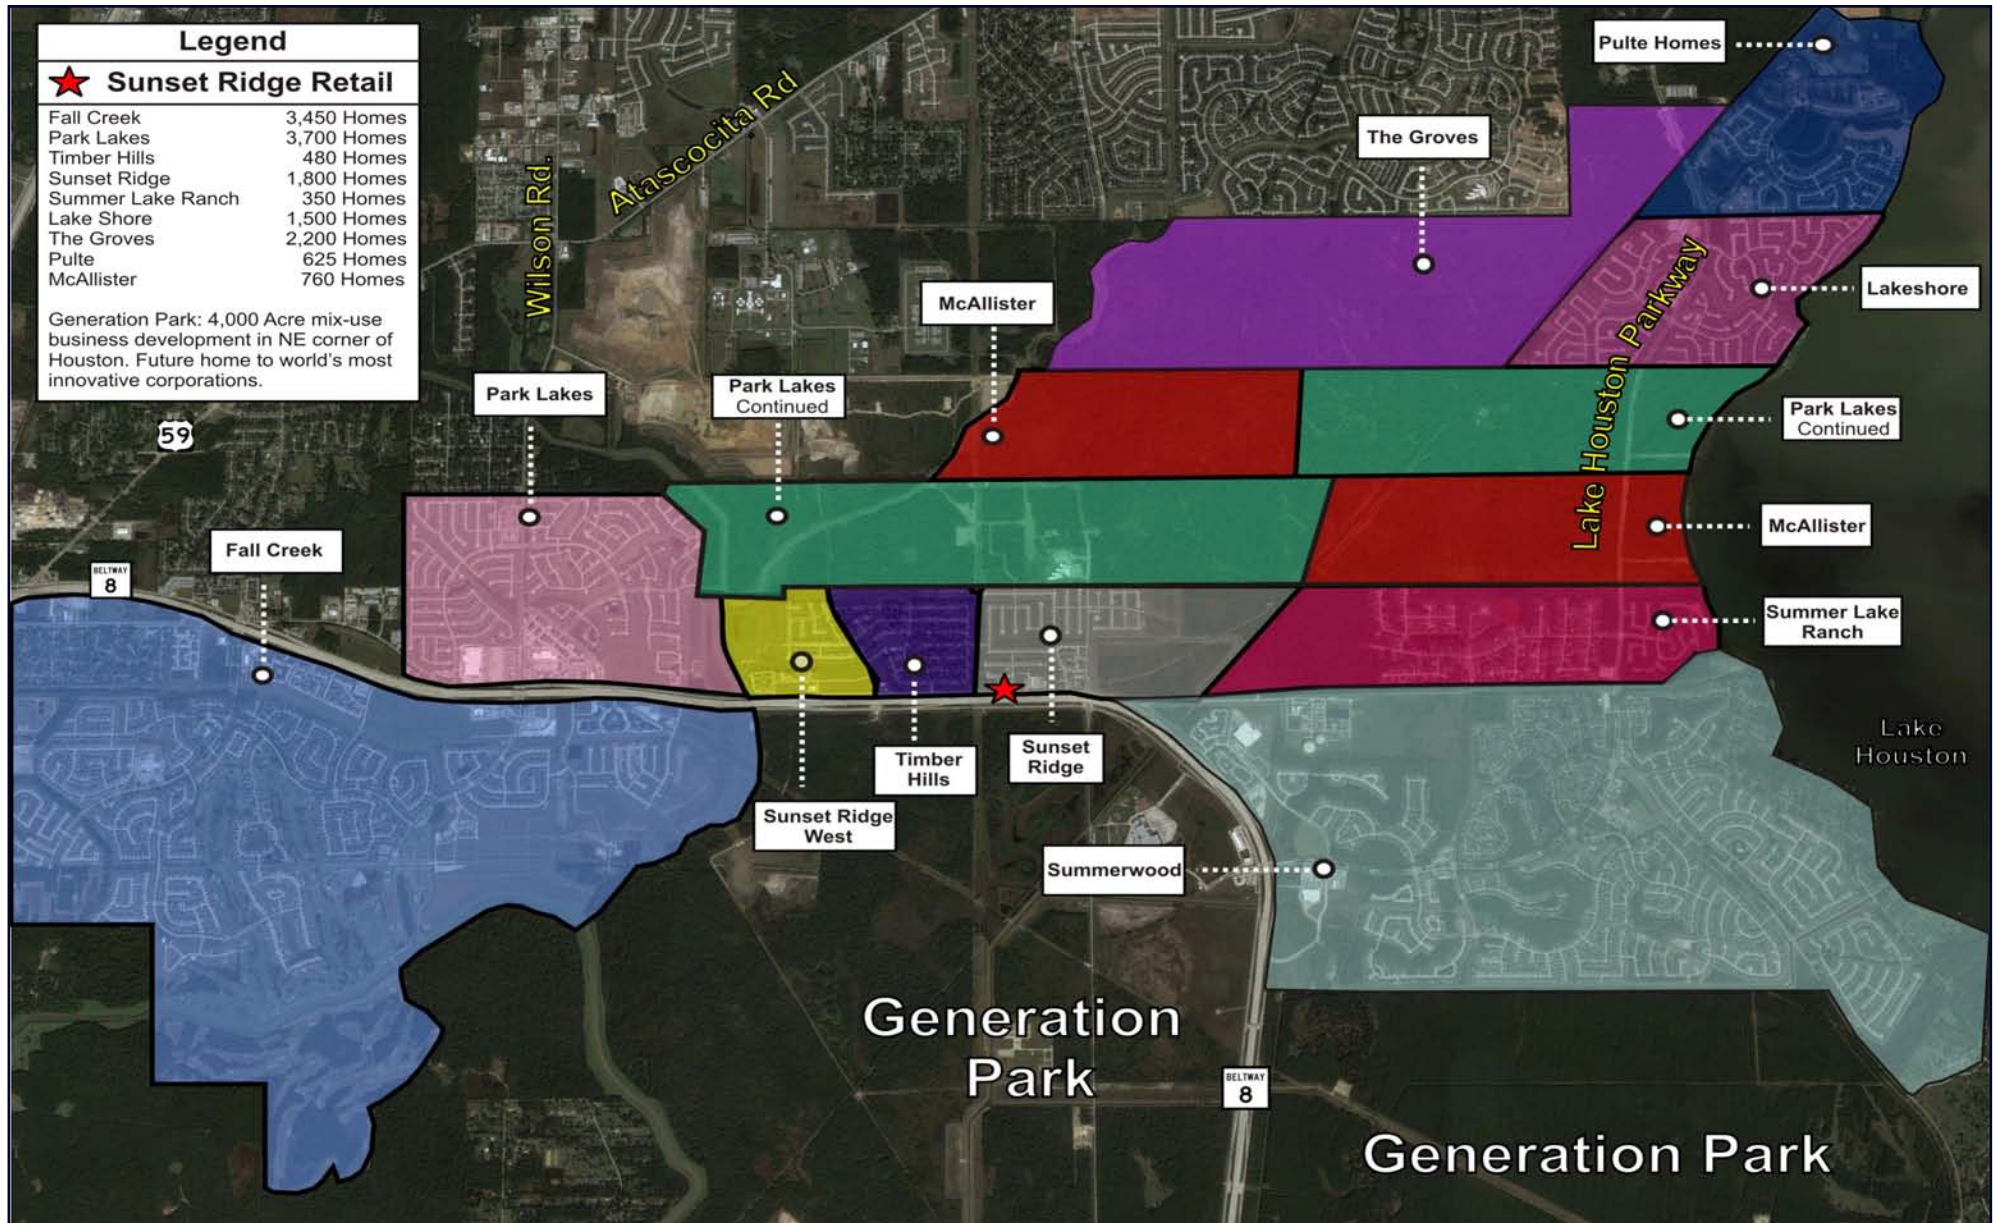 Legend
Sunset Ridge Retail
Fall Creek 3,450 Homes
Park Lakes 3,700 Homes
Timber Hills 480 Homes
Sunset Ridge 1,800 Homes
Summer Lake Ranch 350 Homes
Lake Shore 1,500 Homes
The Groves 2,200 Homes
Pulte 625 Homes
McAllister 760 Homes
Generation Park: 4,000 Acre mix-use
business development in NE corner of
Houston. Future home to world's most
innovative corporations.
Pulte Homes
Atascocita Rd
Wilson Rd.
The Groves
McAllister
Lakeshore
Lake Houston Parkway
Park Lakes
Park Lakes
Continued
Park Lakes
Continued
59
Fall Creek
McAllister
BELTWAY
8
Summer Lake
Ranch
Sunset
Ridge
Timber
Hills
Sunset Ridge
West
Lake
Houston
Summerwood
Generation
Park
BELTWAY
8
Generation Park